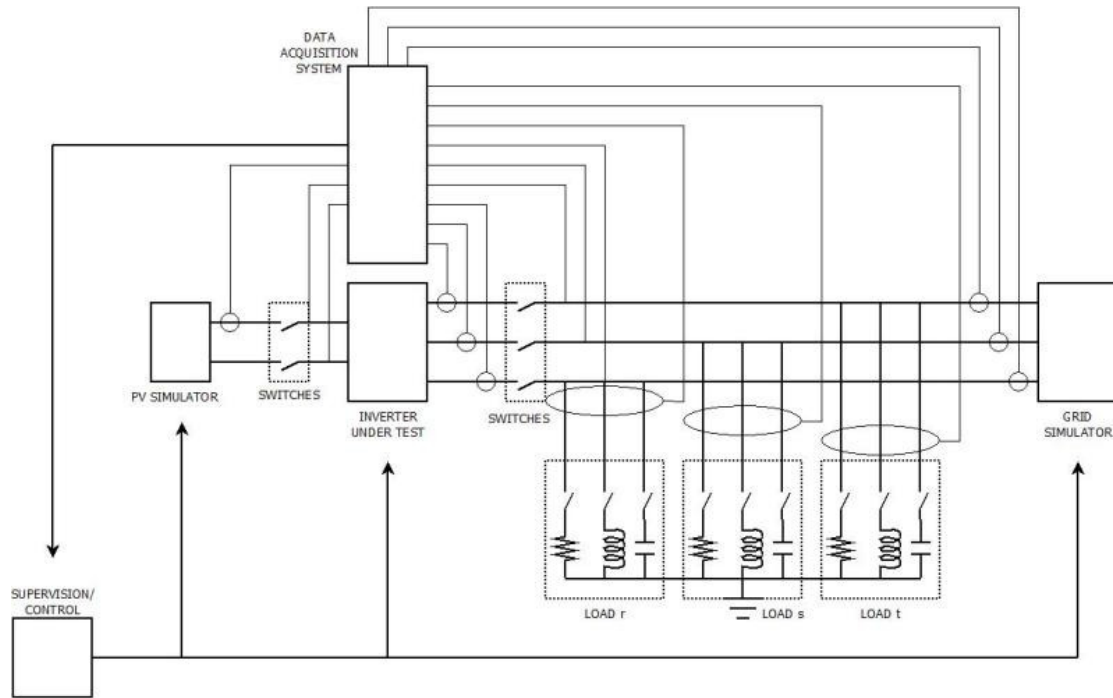 DATA
ACQUISITION
SYSTEM
PV SIMULATOR
SWITCHES
INVERTER
UNDER TEST
SWITCHES
GRID
SIMULATOR
LOAD r
LOAD s
LOAD t
SUPERVISION/
CONTROL